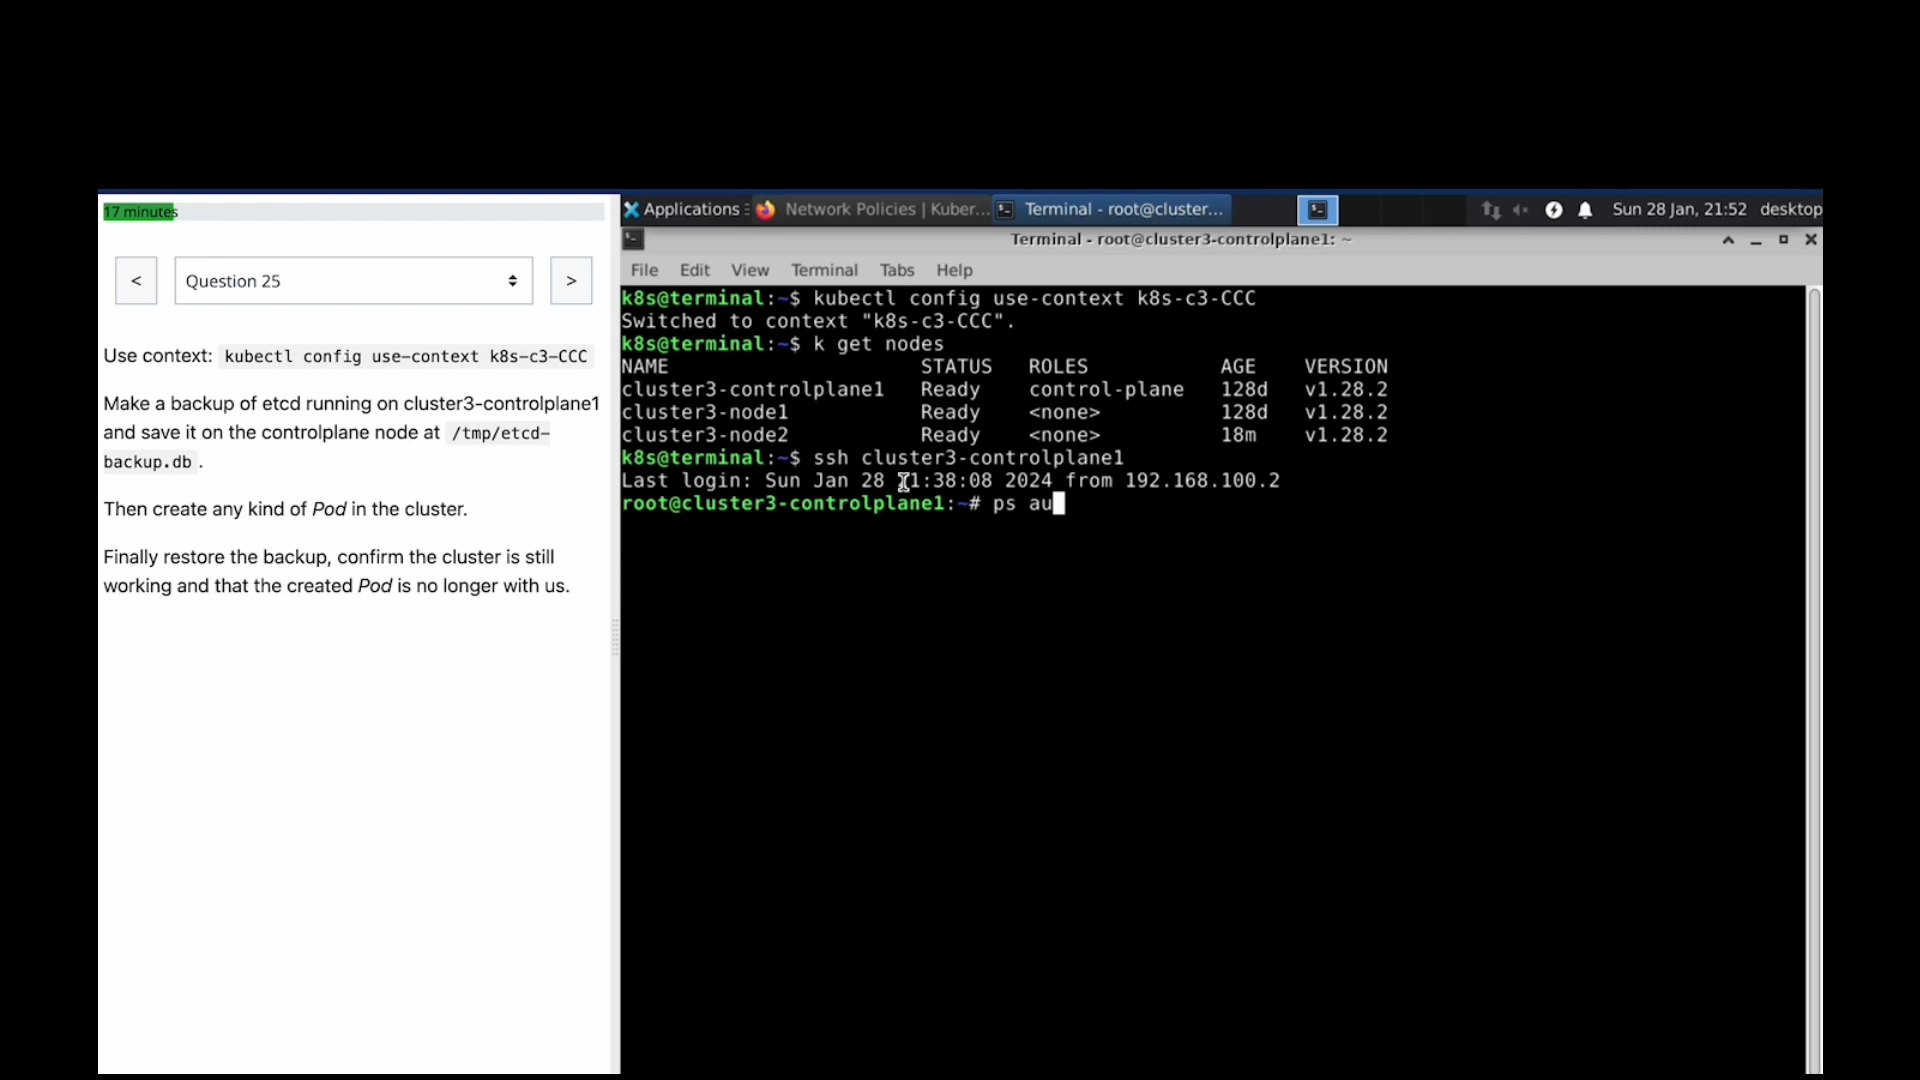 17 minutes
< Question 25 >
Use context: kubectl config use-context k8s-c3-CCC
Make a backup of etcd running on cluster3-controlplane1
and save it on the controlplane node at /tmp/etcd-
backup.db .
Then create any kind of Pod in the cluster.
Finally restore the backup, confirm the cluster is still
working and that the created Pod is no longer with us.
Applications Network Policies | Kuber... Terminal - root@cluster... Sun 28 Jan, 21:52 desktop
Terminal - root@cluster3-controlplane1: ~
File Edit View Terminal Tabs Help
k8s@terminal:~$ kubectl config use-context k8s-c3-CCC
Switched to context "k8s-c3-CCC".
k8s@terminal:~$ k get nodes
NAME STATUS ROLES AGE VERSION
cluster3-controlplane1 Ready control-plane 128d v1.28.2
cluster3-node1 Ready <none> 128d v1.28.2
cluster3-node2 Ready <none> 18m v1.28.2
k8s@terminal:~$ ssh cluster3-controlplane1
Last login: Sun Jan 28 21:38:08 2024 from 192.168.100.2
root@cluster3-controlplane1:~# ps au